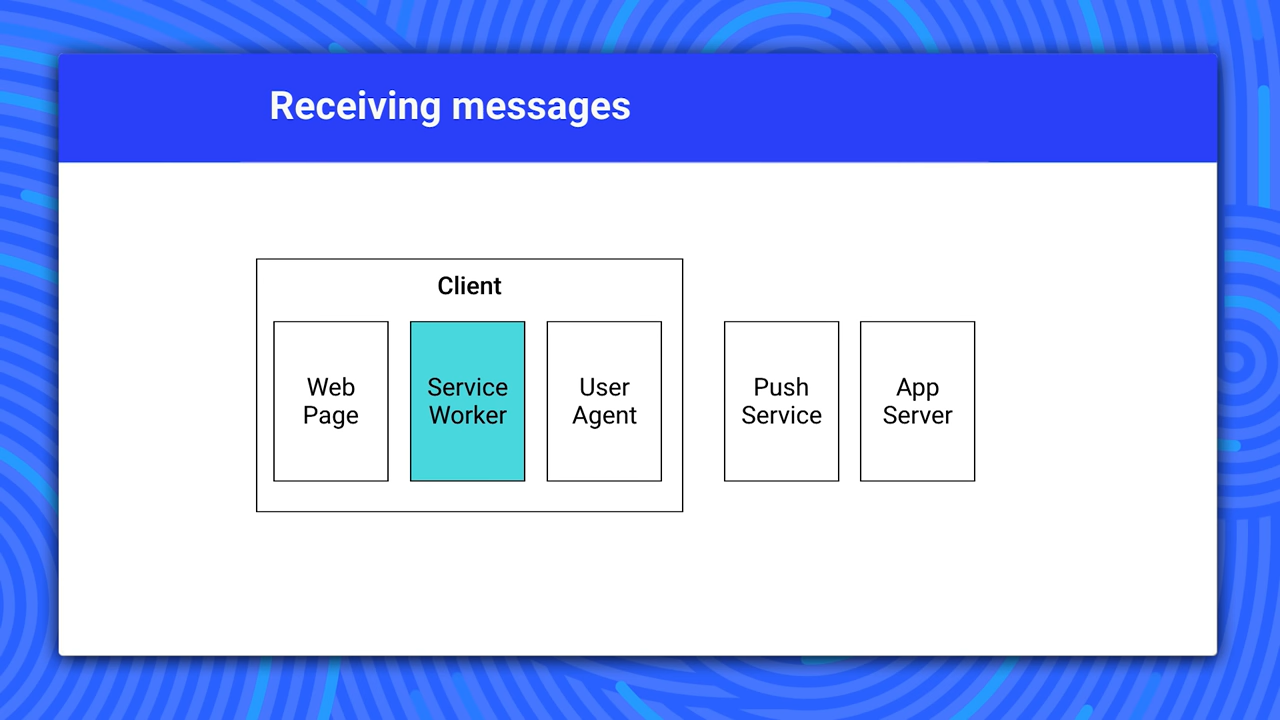 Receiving messages
Client
Web
Page
Service
Worker
User
Agent
Push
Service
App
Server